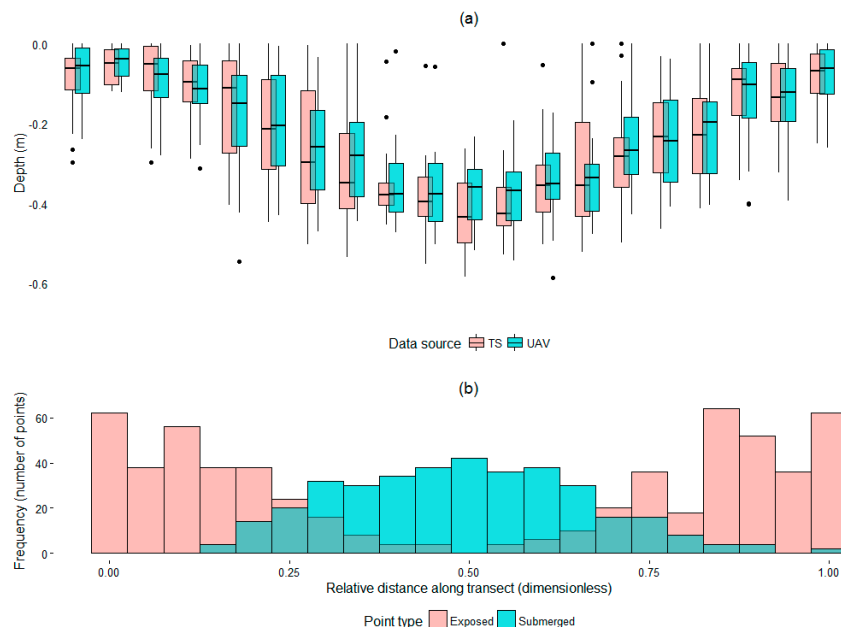 (a)
0.0
-0.2
-0.4
-0.6
Depth (m)
Data source TS UAV
(b)
60
40
20
0
Frequency (number of points)
0.00 0.25 0.50 0.75 1.00
Relative distance along transect (dimensionless)
Point type Exposed Submerged